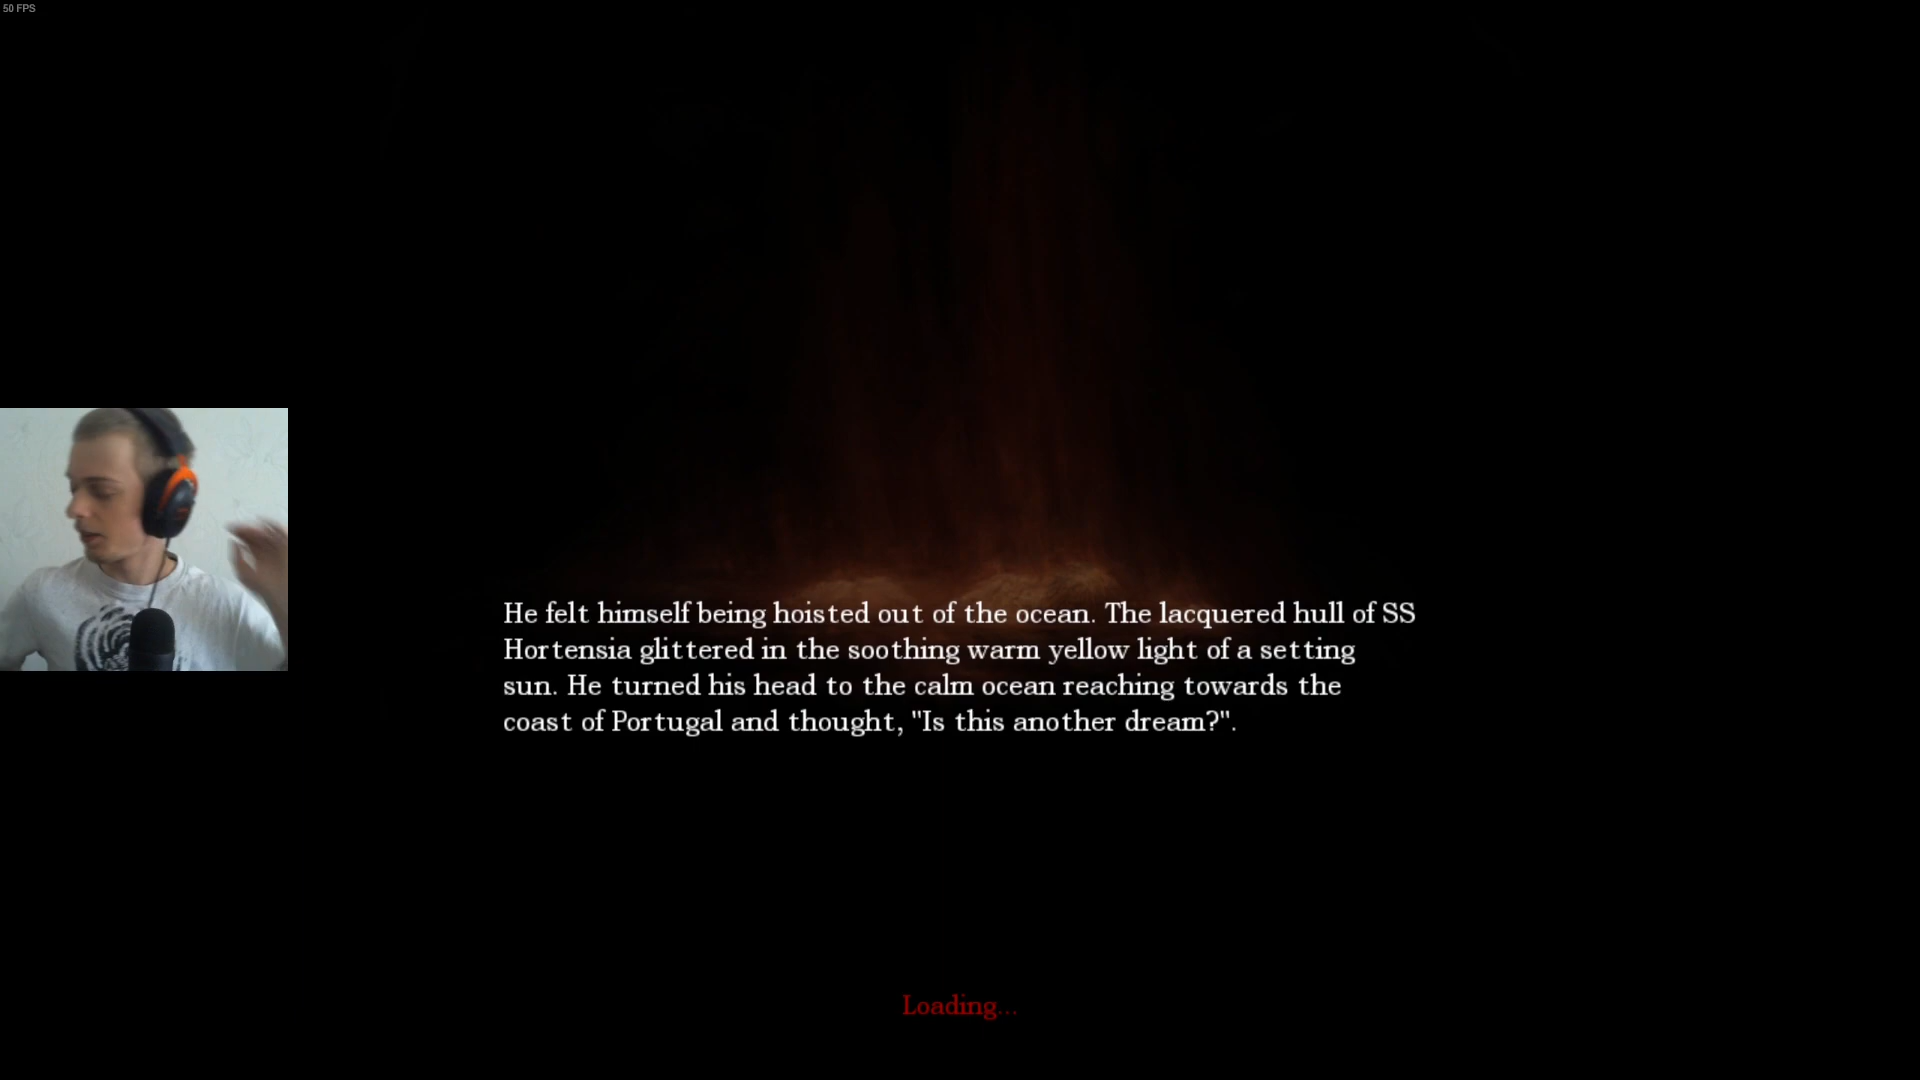 50 FPS
He felt himself being hoisted out of the ocean. The lacquered hull of SS
Hortensia glittered in the soothing warm yellow light of a setting
sun. He turned his head to the calm ocean reaching towards the
coast of Portugal and thought, "Is this another dream?".
Loading...